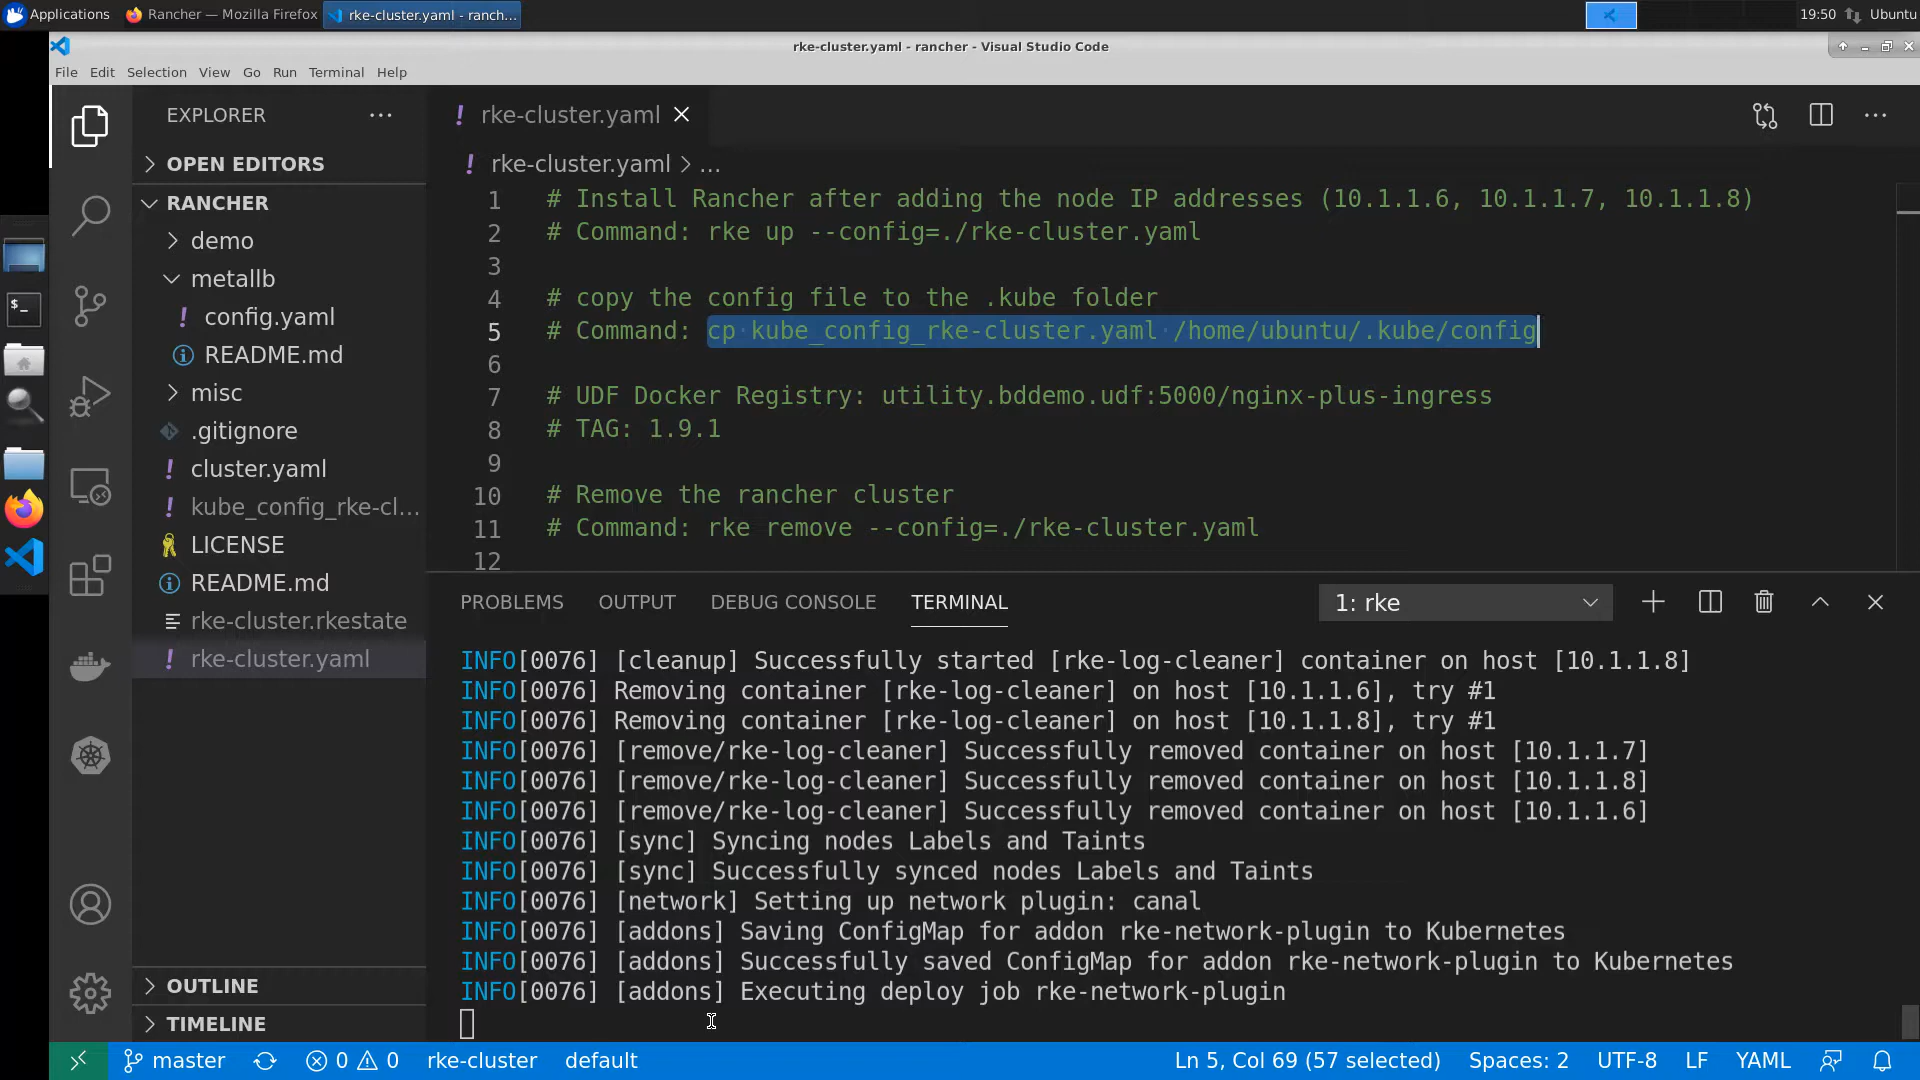 Applications
Rancher — Mozilla Firefox
rke-cluster.yaml - ranch...
19:50
Ubuntu
rke-cluster.yaml - rancher - Visual Studio Code
File Edit Selection View Go Run Terminal Help
EXPLORER
OPEN EDITORS
RANCHER
demo
metallb
! config.yaml
README.md
misc
.gitignore
! cluster.yaml
! kube_config_rke-cl...
LICENSE
README.md
rke-cluster.rkestate
! rke-cluster.yaml
OUTLINE
TIMELINE
! rke-cluster.yaml
! rke-cluster.yaml > ...
1 # Install Rancher after adding the node IP addresses (10.1.1.6, 10.1.1.7, 10.1.1.8)
2 # Command: rke up --config=./rke-cluster.yaml
3
4 # copy the config file to the .kube folder
5 # Command: cp kube_config_rke-cluster.yaml /home/ubuntu/.kube/config
6
7 # UDF Docker Registry: utility.bddemo.udf:5000/nginx-plus-ingress
8 # TAG: 1.9.1
9
10 # Remove the rancher cluster
11 # Command: rke remove --config=./rke-cluster.yaml
12
PROBLEMS OUTPUT DEBUG CONSOLE TERMINAL
1: rke
INFO[0076] [cleanup] Successfully started [rke-log-cleaner] container on host [10.1.1.8]
INFO[0076] Removing container [rke-log-cleaner] on host [10.1.1.6], try #1
INFO[0076] Removing container [rke-log-cleaner] on host [10.1.1.8], try #1
INFO[0076] [remove/rke-log-cleaner] Successfully removed container on host [10.1.1.7]
INFO[0076] [remove/rke-log-cleaner] Successfully removed container on host [10.1.1.8]
INFO[0076] [remove/rke-log-cleaner] Successfully removed container on host [10.1.1.6]
INFO[0076] [sync] Syncing nodes Labels and Taints
INFO[0076] [sync] Successfully synced nodes Labels and Taints
INFO[0076] [network] Setting up network plugin: canal
INFO[0076] [addons] Saving ConfigMap for addon rke-network-plugin to Kubernetes
INFO[0076] [addons] Successfully saved ConfigMap for addon rke-network-plugin to Kubernetes
INFO[0076] [addons] Executing deploy job rke-network-plugin
master 0 0 rke-cluster default Ln 5, Col 69 (57 selected) Spaces: 2 UTF-8 LF YAML